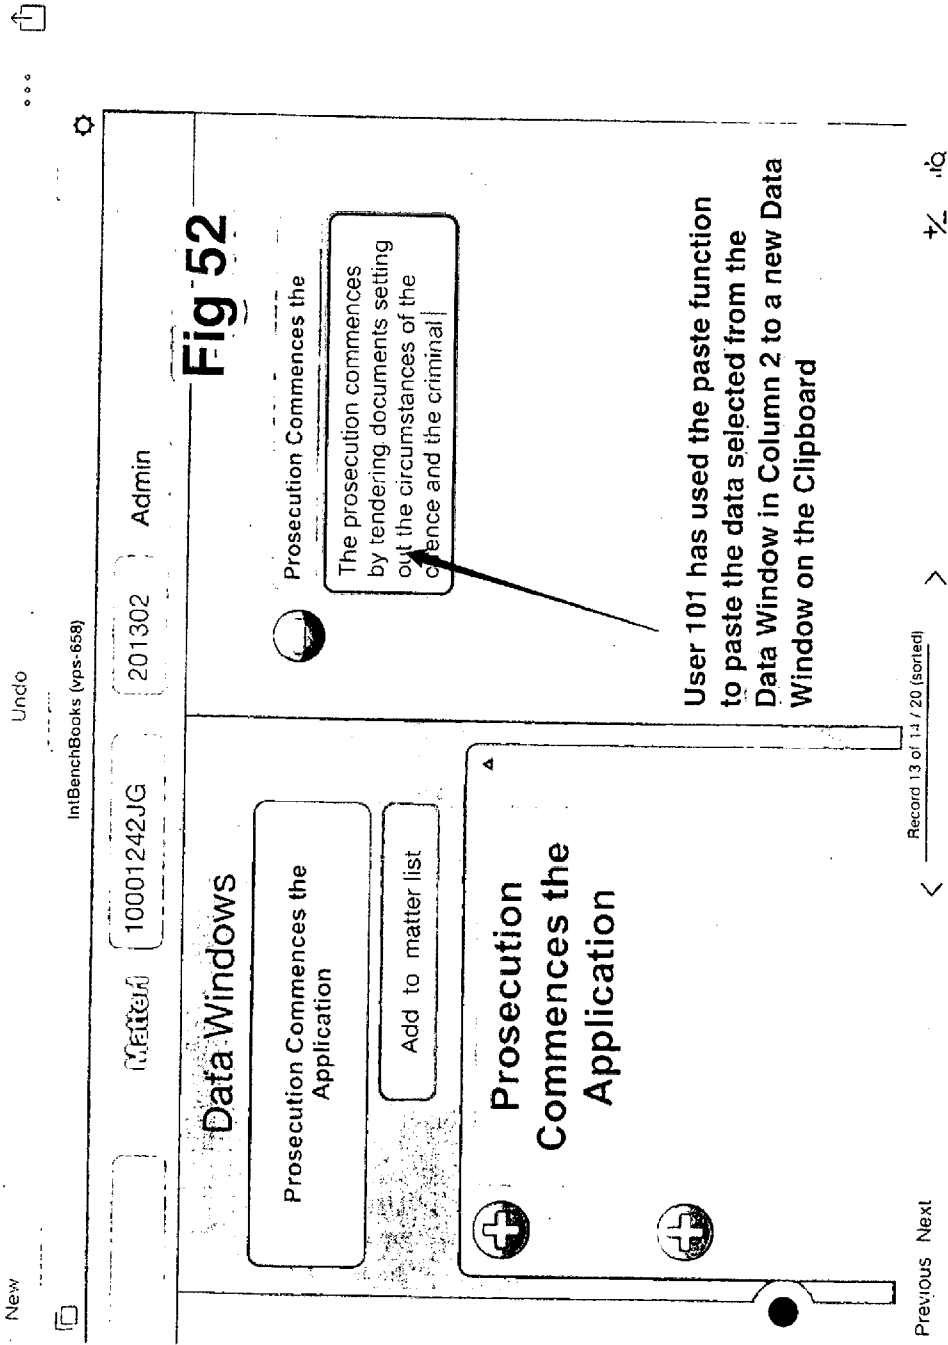 New
Undo
IntBenchBooks (vps-658)
Matter
10001242JG
201302
Admin
Fig 52
Data Windows
Prosecution Commences the
Application
Add to matter list
Prosecution
Commences the
Application
Prosecution Commences the
The prosecution commences
by tendering documents setting
out the circumstances of the
offence and the criminal
User 101 has used the paste function
to paste the data selected from the
Data Window in Column 2 to a new Data
Window on the Clipboard
Previous Next
Record 13 of 14 / 20 (sorted)